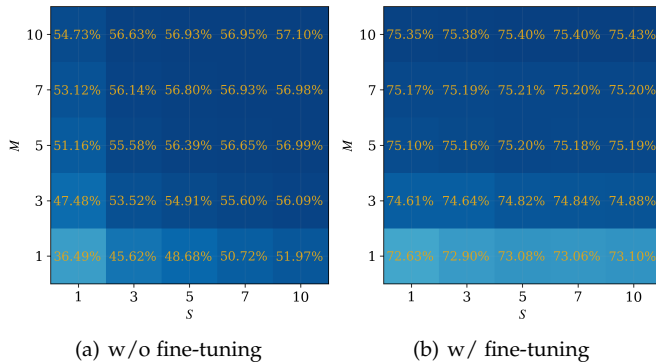 10 54.73% 56.63% 56.93% 56.95% 57.10%
7 53.12% 56.14% 56.80% 56.93% 56.98%
M 5 51.16% 55.58% 56.39% 56.65% 56.99%
3 47.48% 53.52% 54.91% 55.60% 56.09%
1 36.49% 45.62% 48.68% 50.72% 51.97%
1 3 5 7 10
S
(a) w/o fine-tuning
10 75.35% 75.38% 75.40% 75.40% 75.43%
7 75.17% 75.19% 75.21% 75.20% 75.20%
M 5 75.10% 75.16% 75.20% 75.18% 75.19%
3 74.61% 74.64% 74.82% 74.84% 74.88%
1 72.63% 72.90% 73.08% 73.06% 73.10%
1 3 5 7 10
S
(b) w/ fine-tuning